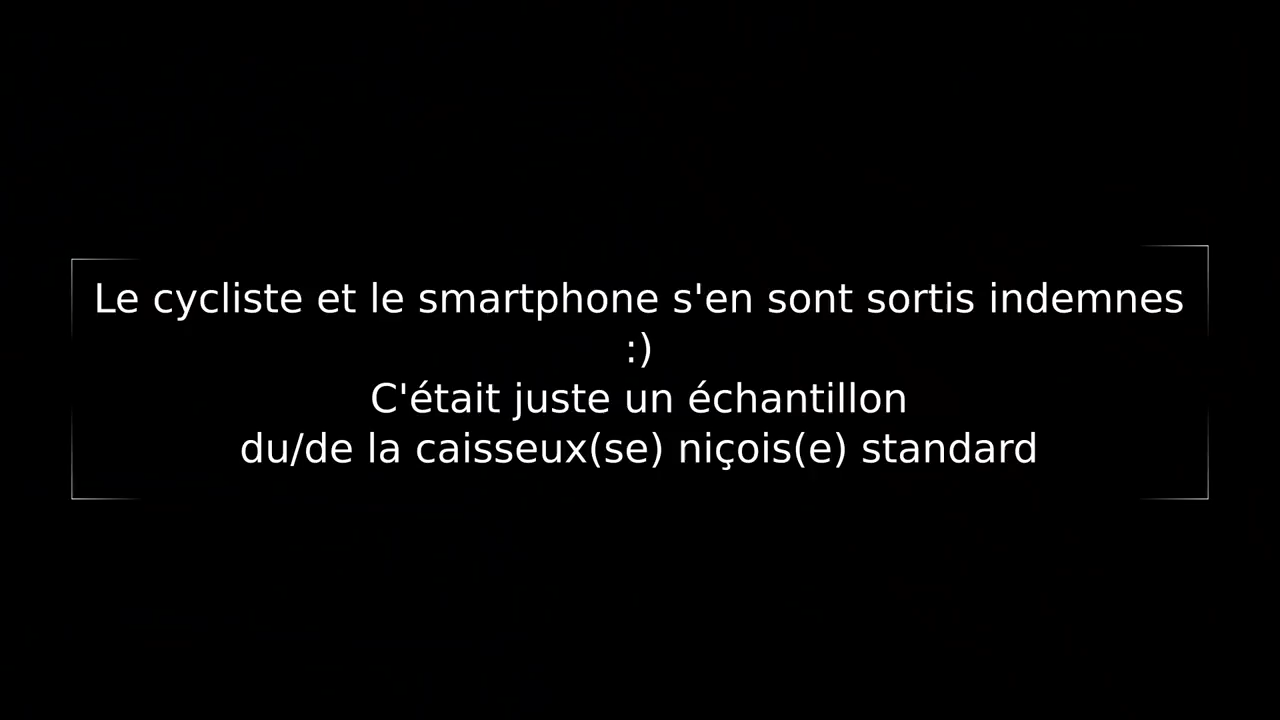 Le cycliste et le smartphone s'en sont sortis indemnes
:)
C'était juste un échantillon
du/de la caisseux(se) niçois(e) standard